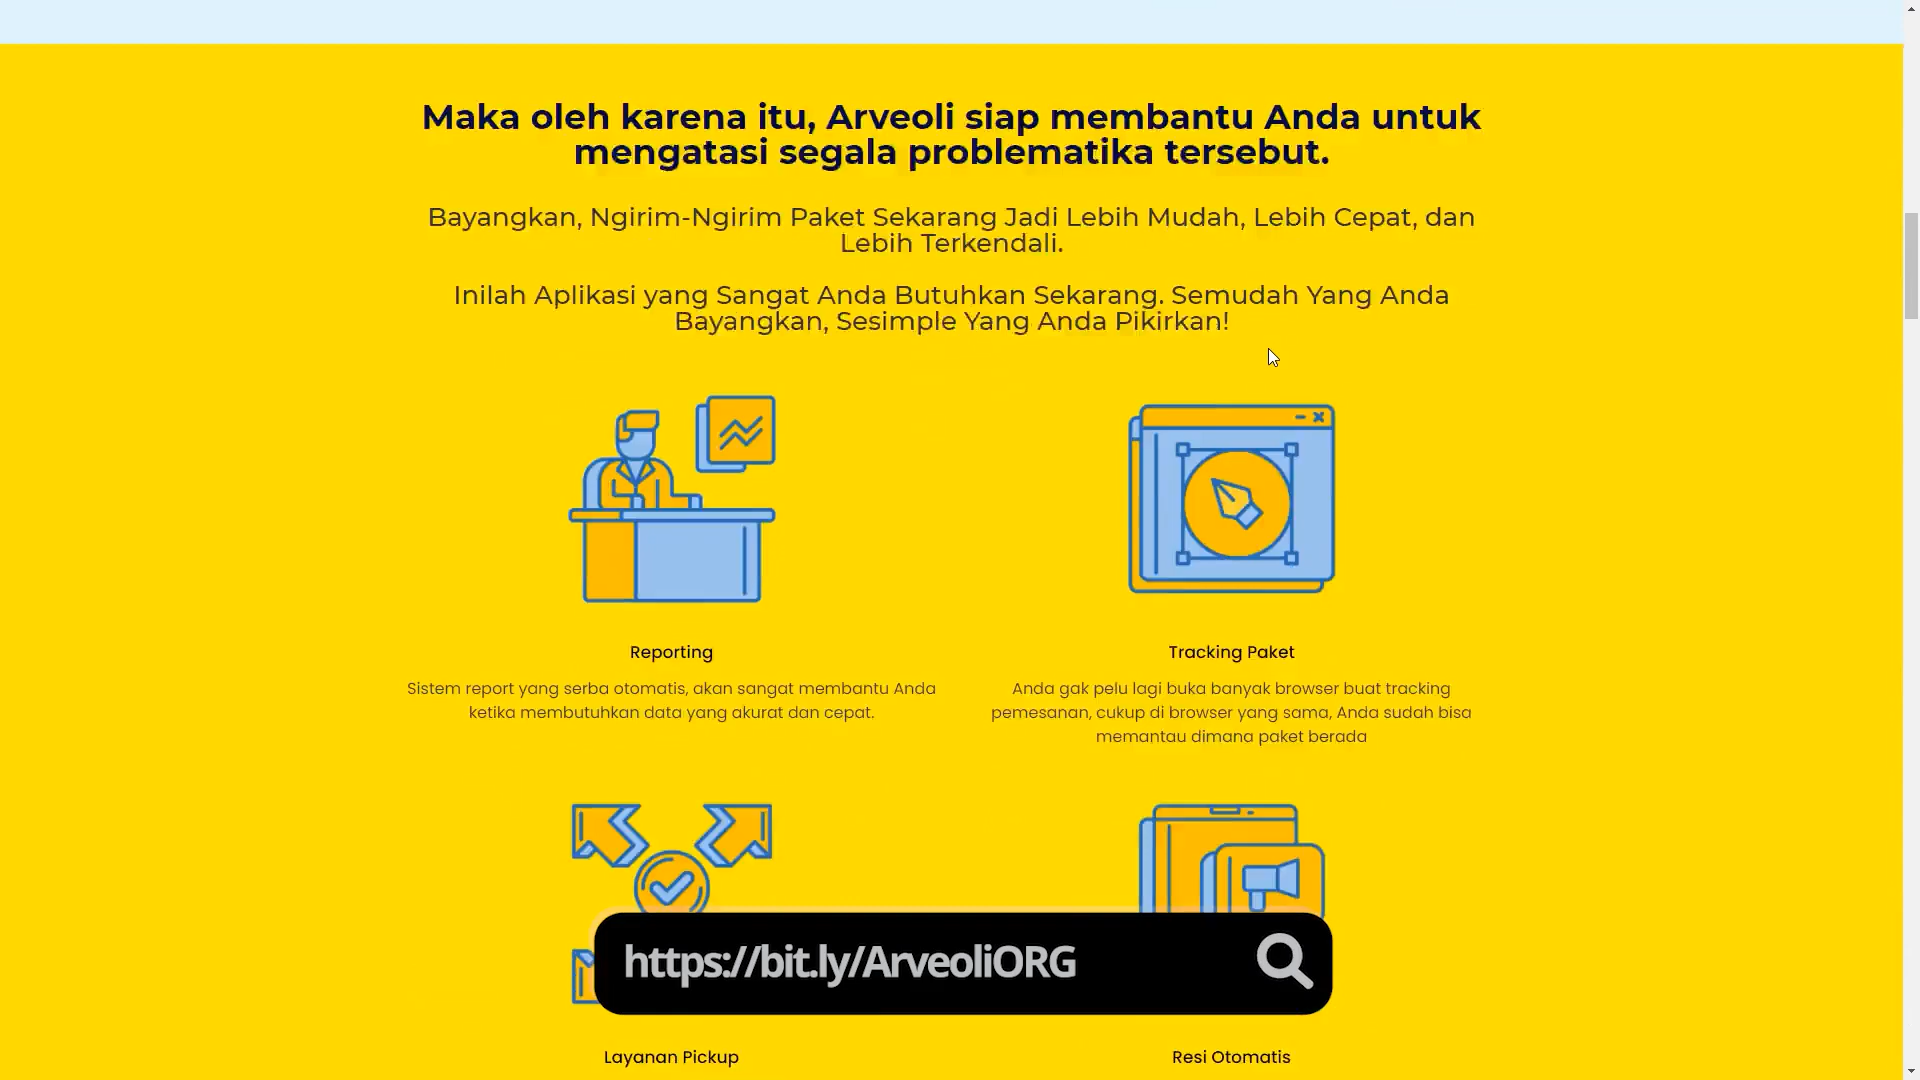 Maka oleh karena itu, Arveoli siap membantu Anda untuk
mengatasi segala problematika tersebut.
Bayangkan, Ngirim-Ngirim Paket Sekarang Jadi Lebih Mudah, Lebih Cepat, dan
Lebih Terkendali.
Inilah Aplikasi yang Sangat Anda Butuhkan Sekarang. Semudah Yang Anda
Bayangkan, Sesimple Yang Anda Pikirkan!
Reporting
Sistem report yang serba otomatis, akan sangat membantu Anda
ketika membutuhkan data yang akurat dan cepat.
Tracking Paket
Anda gak pelu lagi buka banyak browser buat tracking
pemesanan, cukup di browser yang sama, Anda sudah bisa
memantau dimana paket berada
https://bit.ly/ArveoliORG
Layanan Pickup
Resi Otomatis